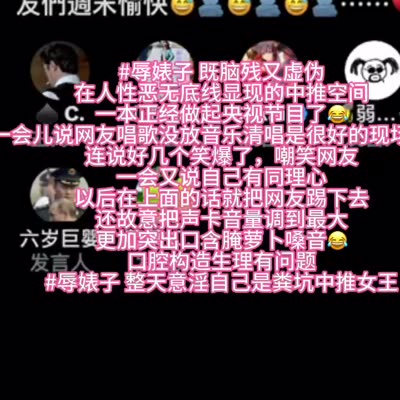 友們週末愉快😅👤😅👤😅👤……
#辱婊子 既脑残又虚伪
在人性恶无底线显现的中推空间
C. 一本正经做起央视节目了😂 弱...
一会儿说网友唱歌没放音乐清唱是很好的现场
连说好几个笑爆了，嘲笑网友
一会又说自己有同理心
以后在上面的话就把网友踢下去
还故意把声卡音量调到最大
六岁巨婴 更加突出口含腌萝卜嗓音😂
发言人 口腔构造生理有问题
#辱婊子 整天意淫自己是粪坑中推女王